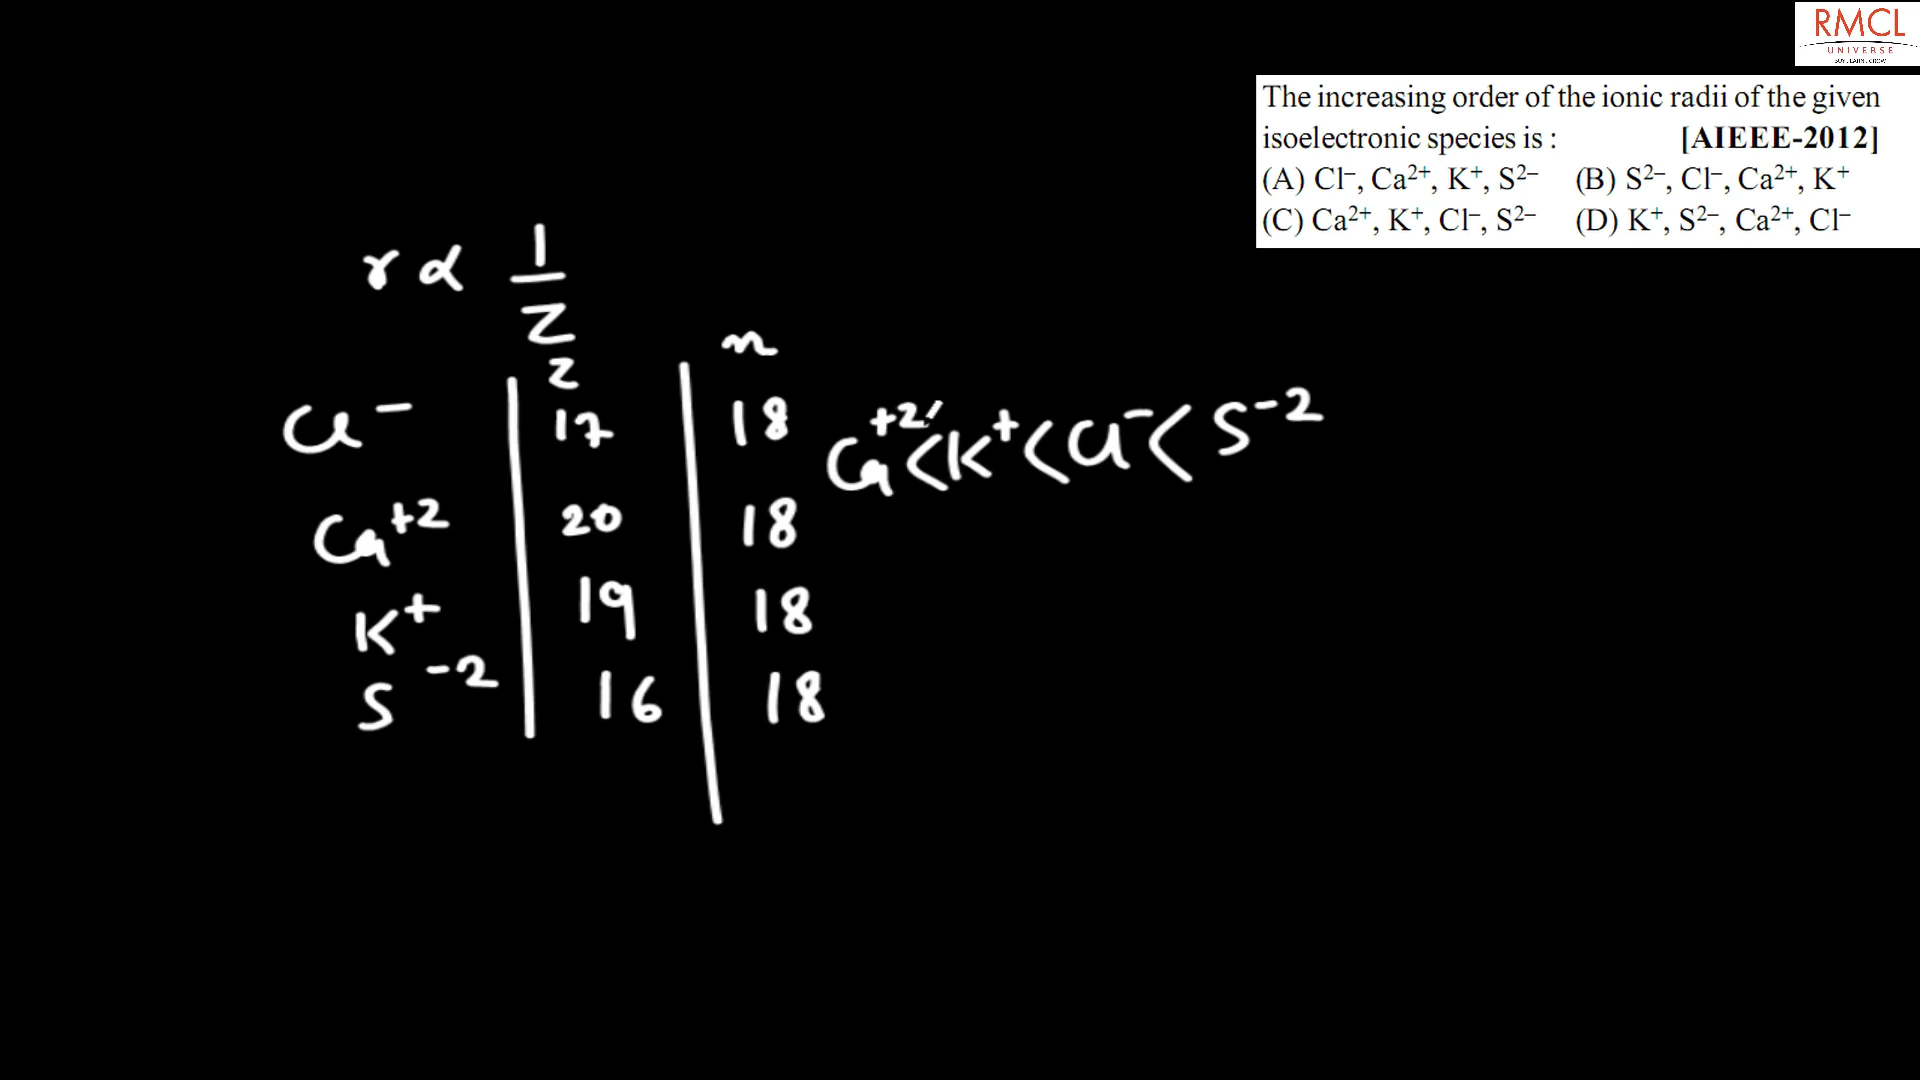 RMCL
UNIVERSE
The increasing order of the ionic radii of the given
isoelectronic species is : [AIEEE-2012]
(A) Cl⁻, Ca²⁺, K⁺, S²⁻ (B) S²⁻, Cl⁻, Ca²⁺, K⁺
(C) Ca²⁺, K⁺, Cl⁻, S²⁻ (D) K⁺, S²⁻, Ca²⁺, Cl⁻
r α 1/Z
Z n
Cl⁻ 17 18 Ca⁺² < K⁺ < Cl⁻ < S⁻²
Ca⁺² 20 18
K⁺ 19 18
S⁻² 16 18